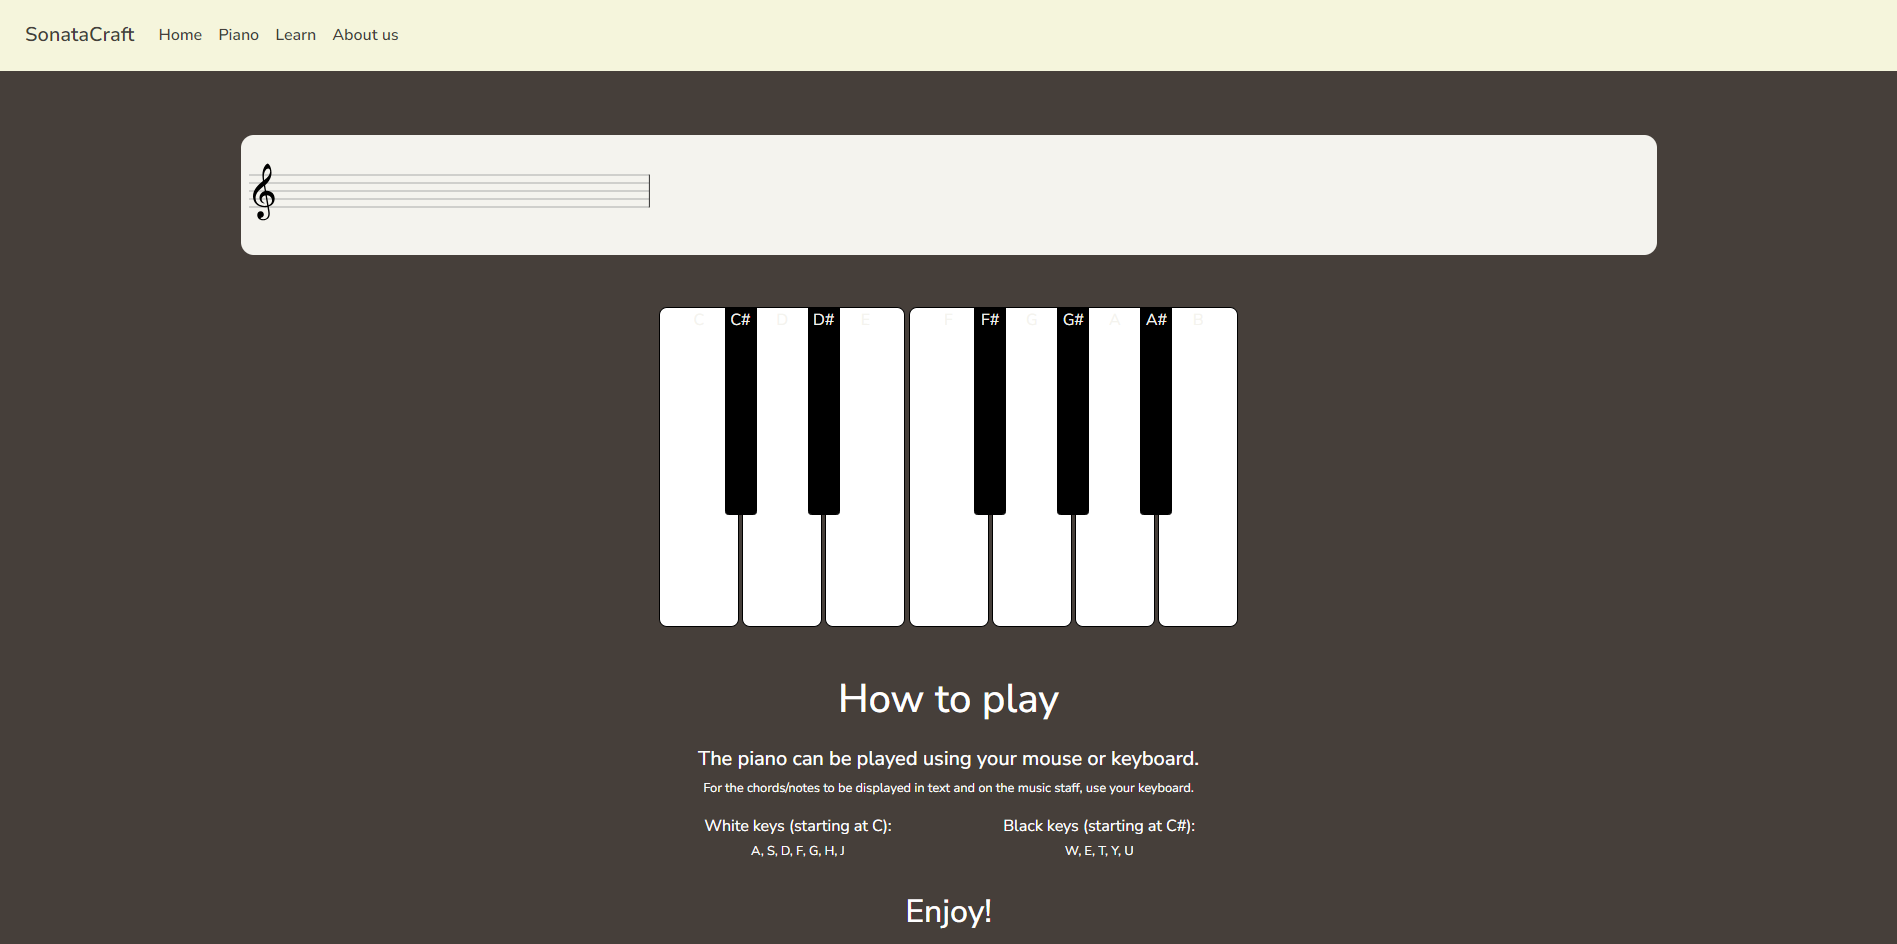 SonataCraft Home Piano Learn About us
C C# D D# E F F# G G# A A# B
How to play
The piano can be played using your mouse or keyboard.
For the chords/notes to be displayed in text and on the music staff, use your keyboard.
White keys (starting at C): Black keys (starting at C#):
A, S, D, F, G, H, J W, E, T, Y, U
Enjoy!